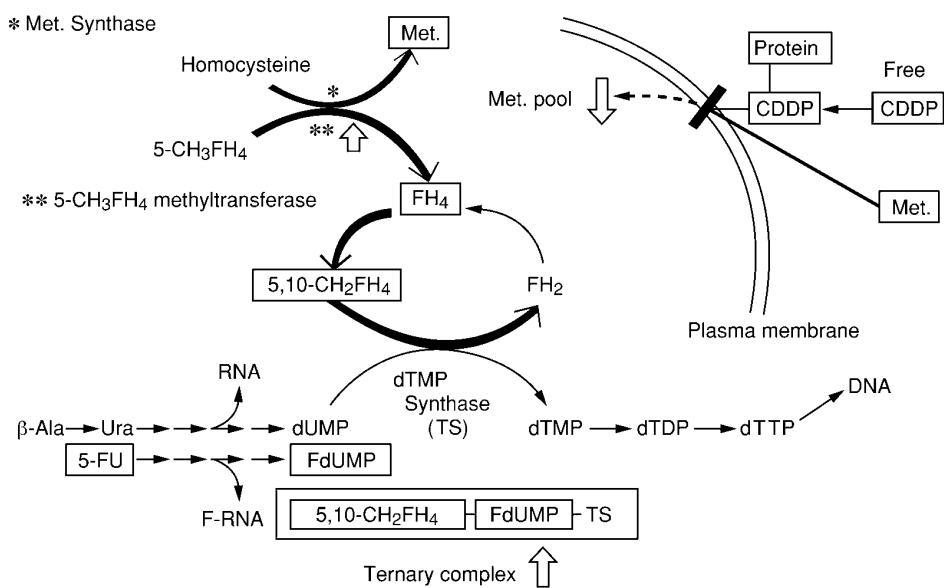 * Met. Synthase
Met.
Homocysteine
*
**
5-CH₃FH₄
** 5-CH₃FH₄ methyltransferase
FH₄
5,10-CH₂FH₄
FH₂
Protein
Free
Met. pool
CDDP
CDDP
Met.
Plasma membrane
RNA
dTMP
Synthase
(TS)
DNA
β-Ala
Ura
dUMP
dTMP
dTDP
dTTP
5-FU
FdUMP
F-RNA
5,10-CH₂FH₄
FdUMP
TS
Ternary complex